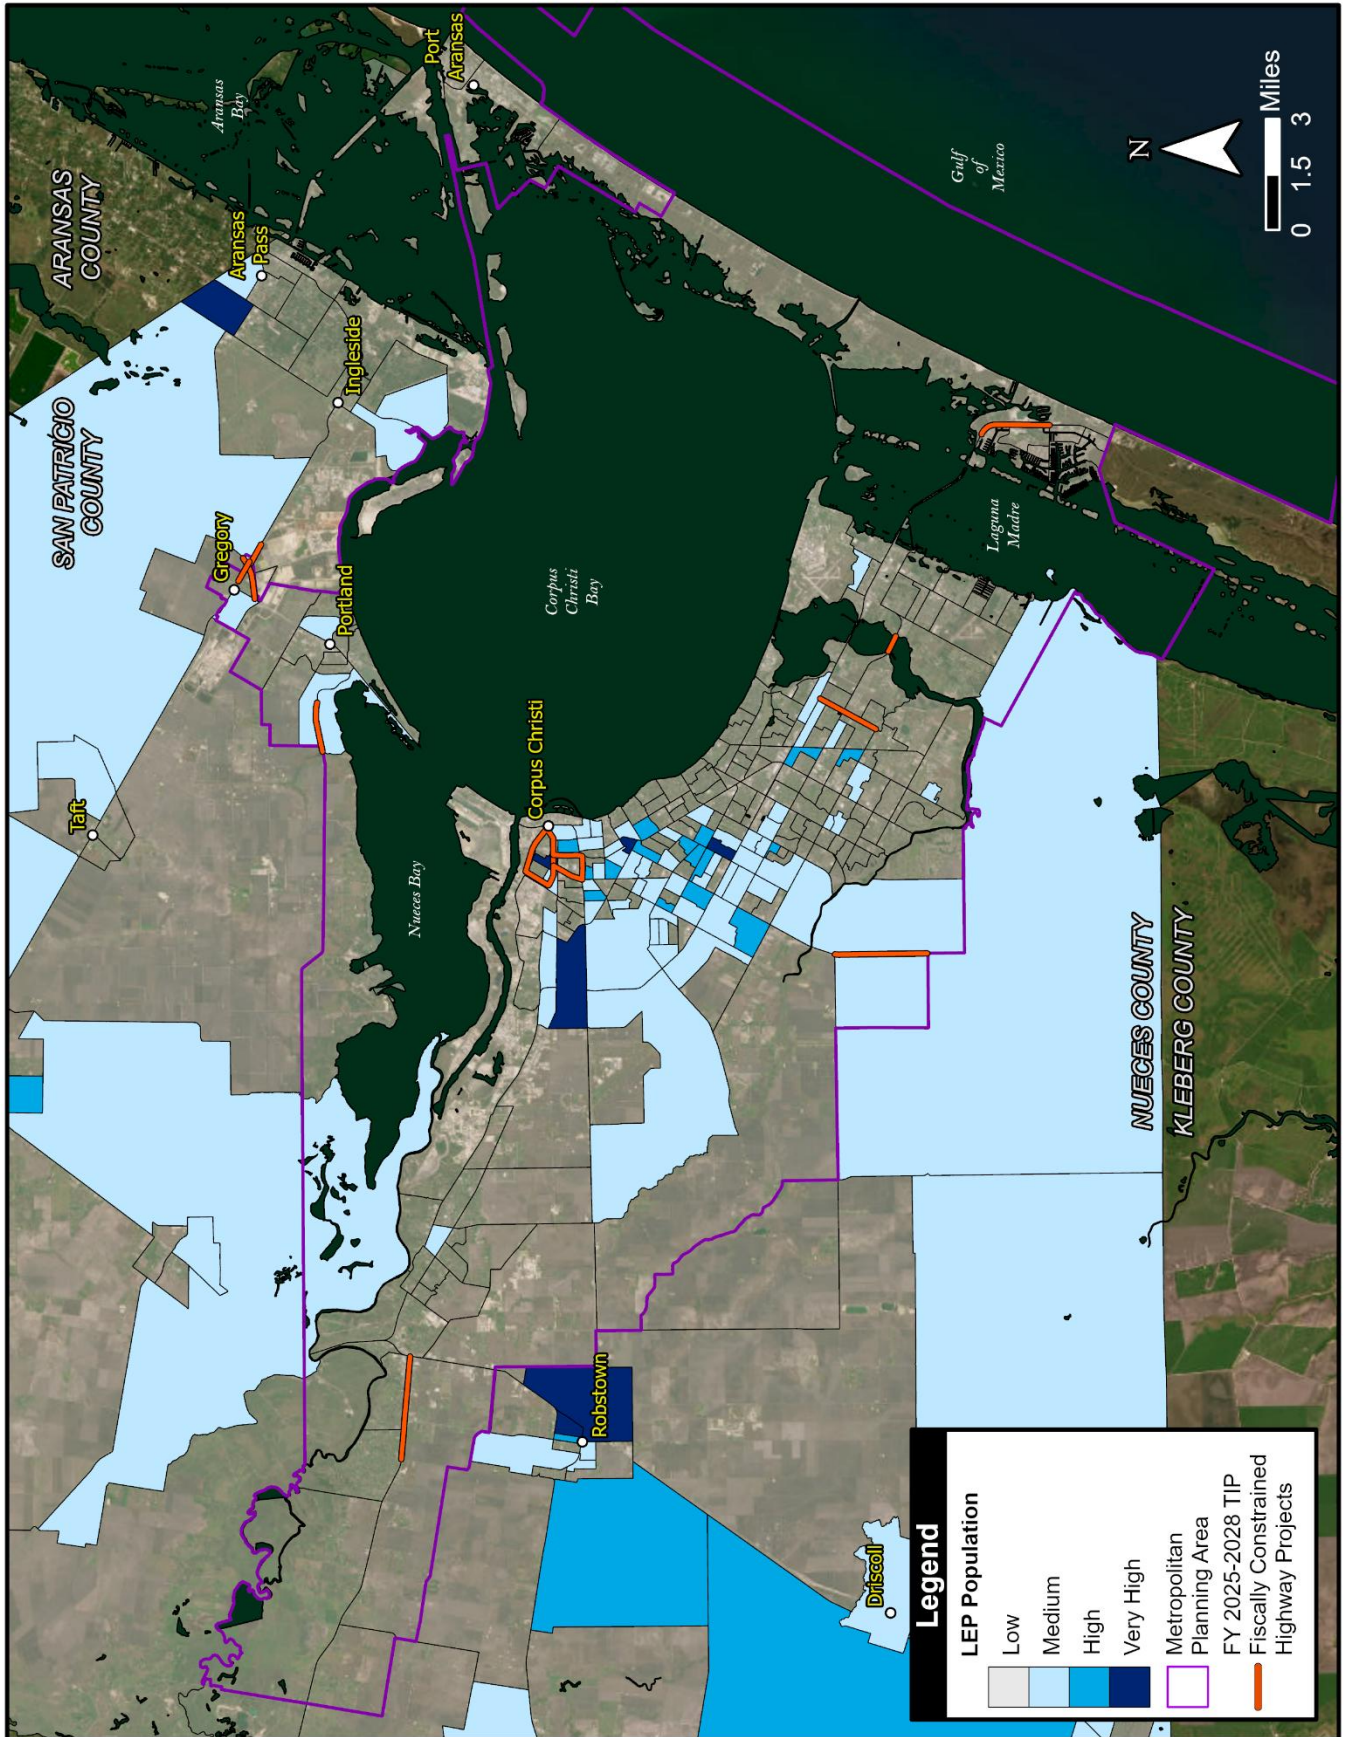 ARANSAS
COUNTY
SAN PATRICIO
COUNTY
Aransas
Bay
Port
Aransas
Aransas
Pass
Ingleside
Gregory
Portland
Taft
Nueces Bay
Corpus Christi
Corpus
Christi
Bay
Gulf
of
Mexico
Laguna
Madre
Robstown
Driscoll
NUECES COUNTY
KLEBERG COUNTY
N
0 1.5 3 Miles
Legend
LEP Population
Low
Medium
High
Very High
Metropolitan
Planning Area
FY 2025-2028 TIP
Fiscally Constrained
Highway Projects